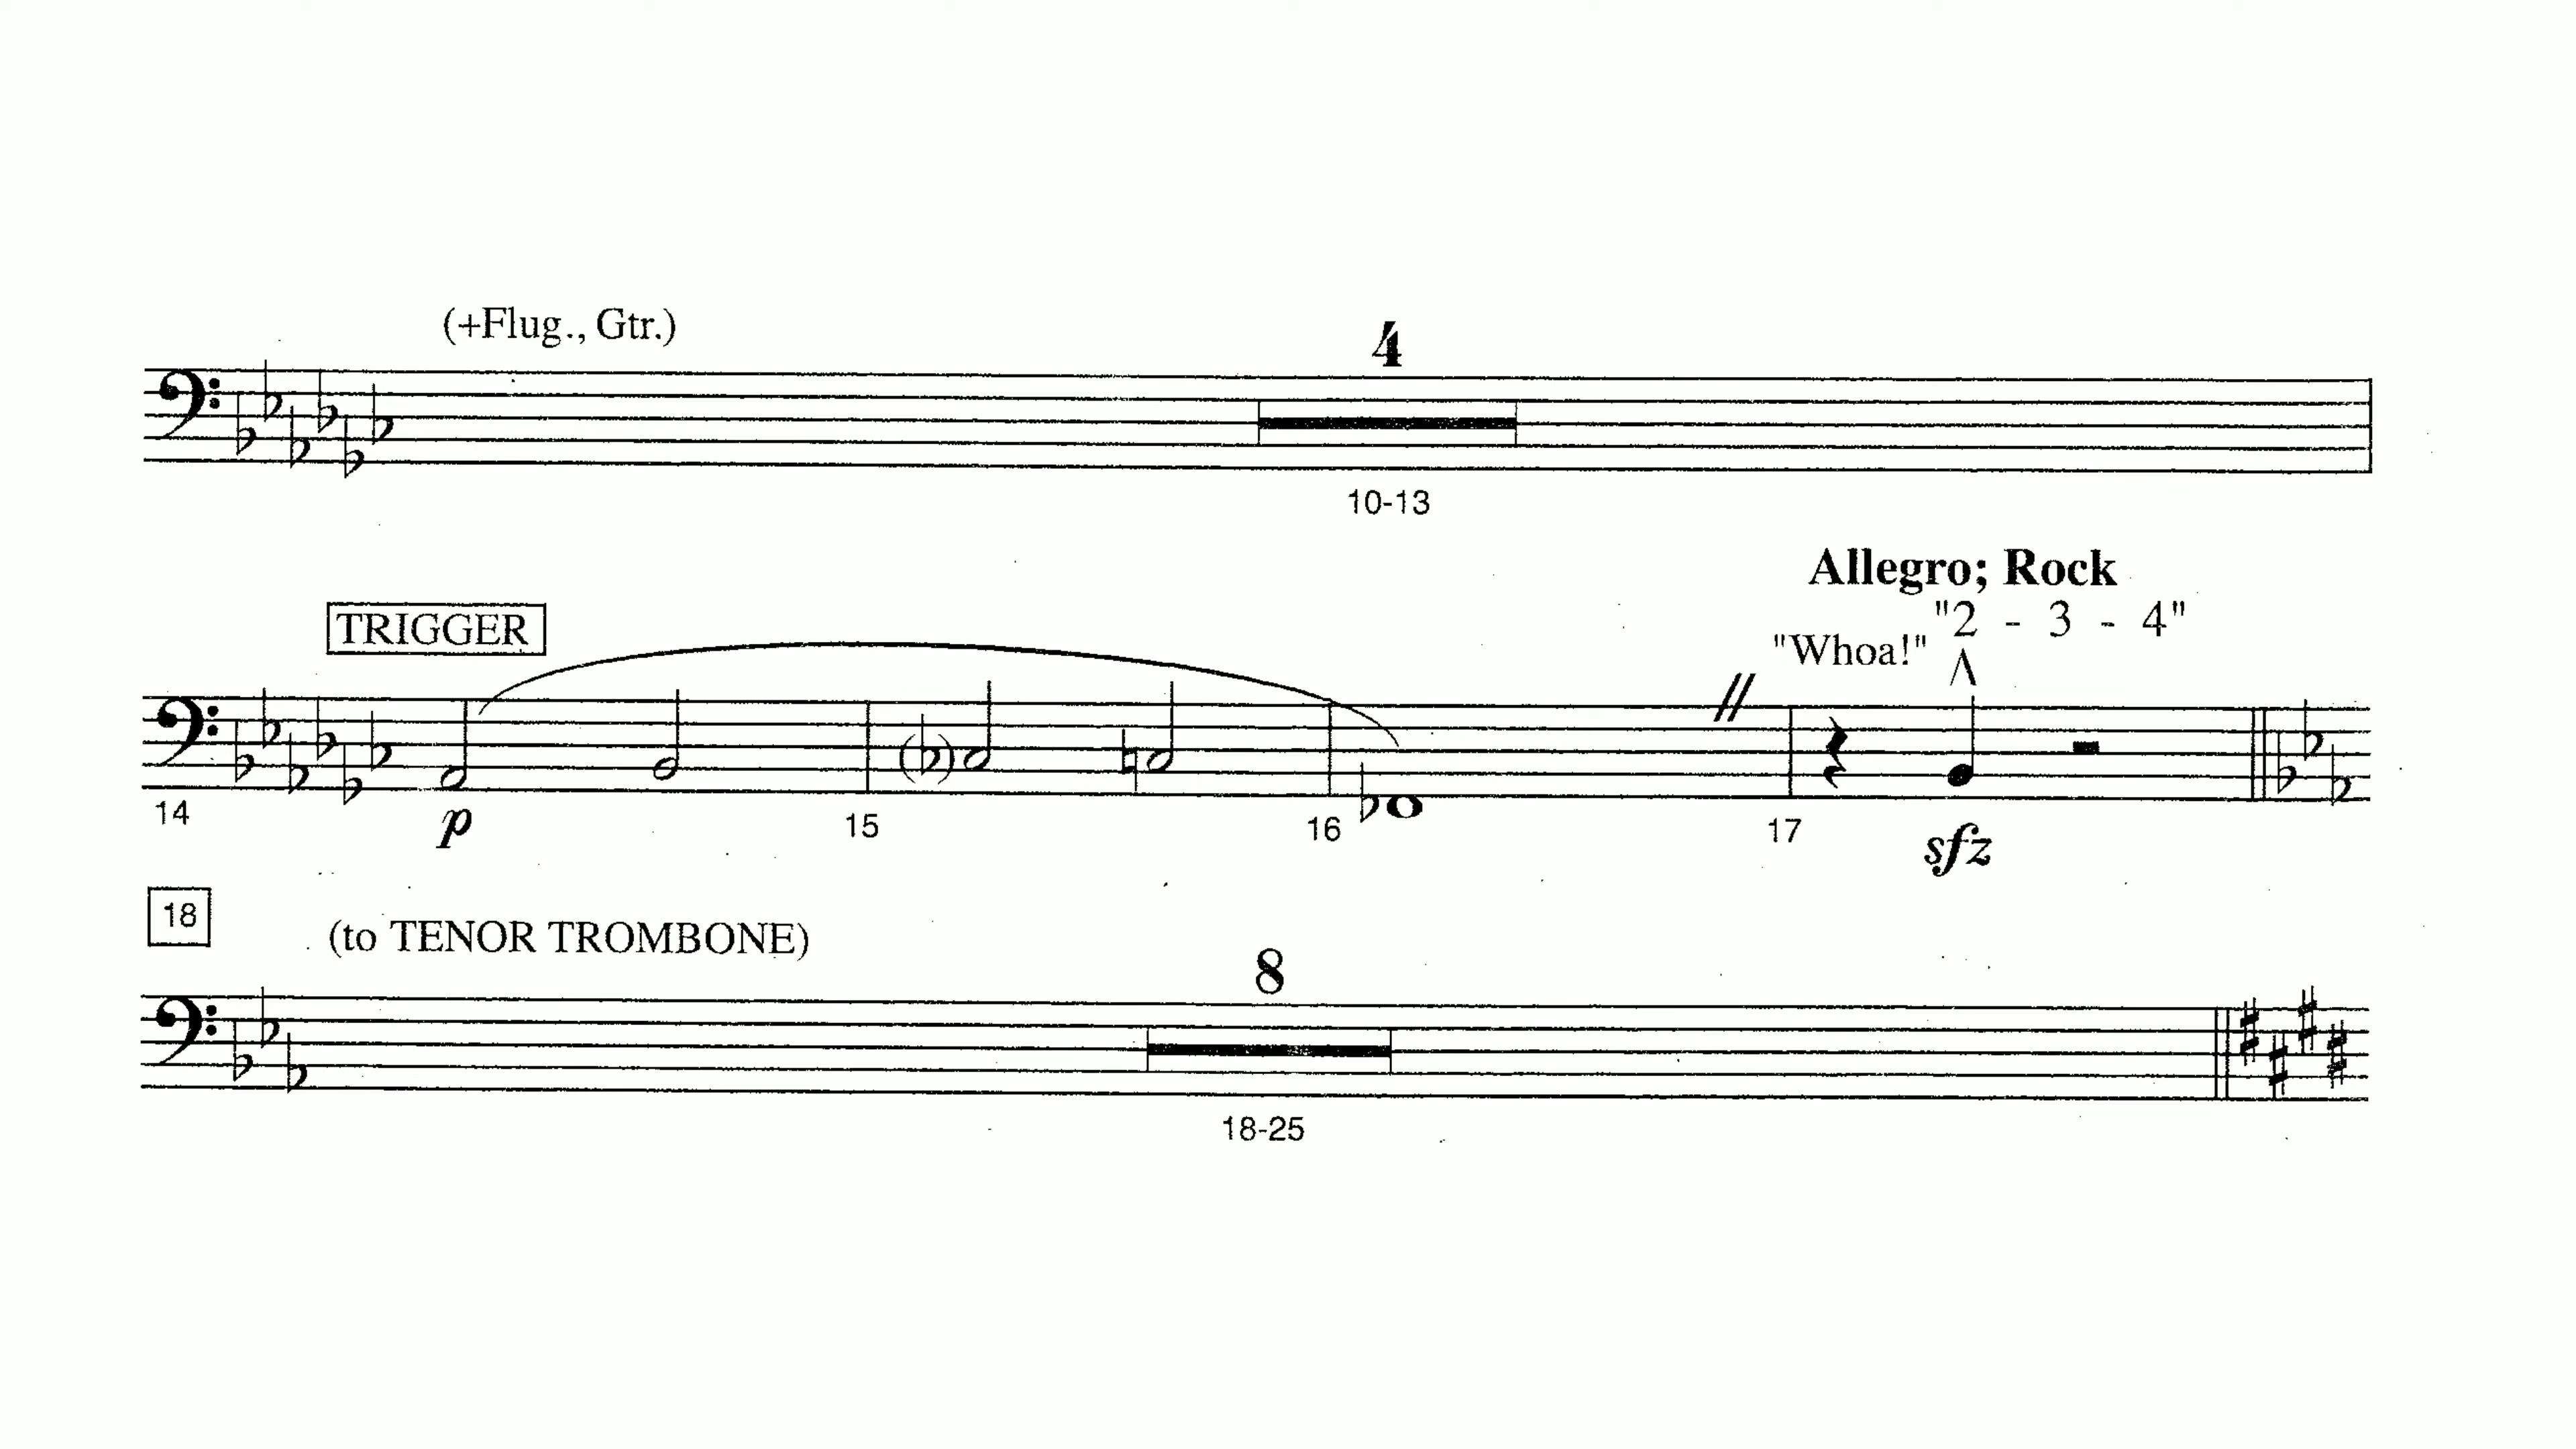 (+Flug., Gtr.)
4
10-13
Allegro; Rock
"2 - 3 - 4"
TRIGGER
"Whoa!"
14
p
15
16
17
sfz
18
(to TENOR TROMBONE)
8
18-25